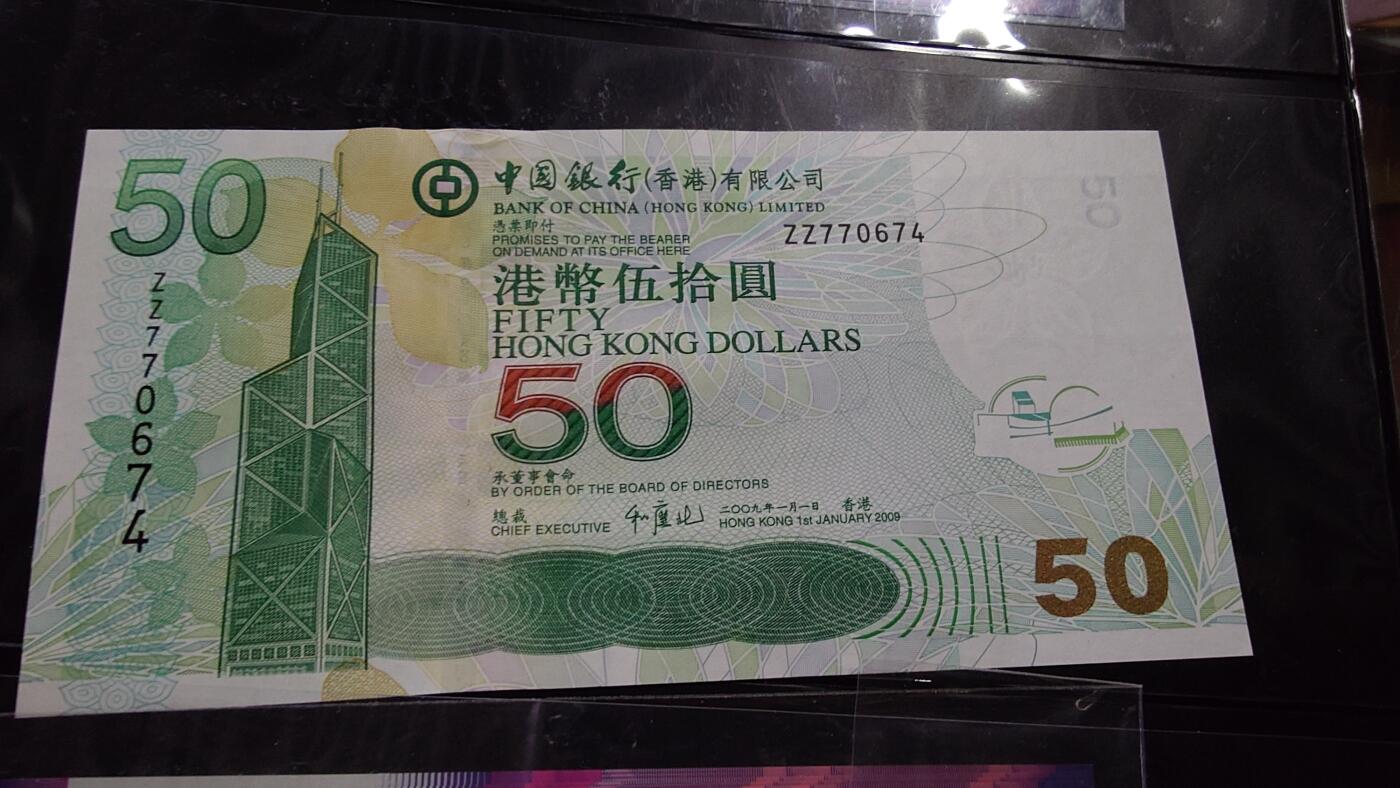 50
中国銀行(香港)有限公司
BANK OF CHINA (HONG KONG) LIMITED
憑票即付
PROMISES TO PAY THE BEARER
ON DEMAND AT ITS OFFICE HERE
ZZ770674
港幣伍拾圓
FIFTY
HONG KONG DOLLARS
50
ZZ770674
承董事會命
BY ORDER OF THE BOARD OF DIRECTORS
總裁
CHIEF EXECUTIVE
和廣北
二〇〇九年一月一日 香港
HONG KONG 1st JANUARY 2009
50
50